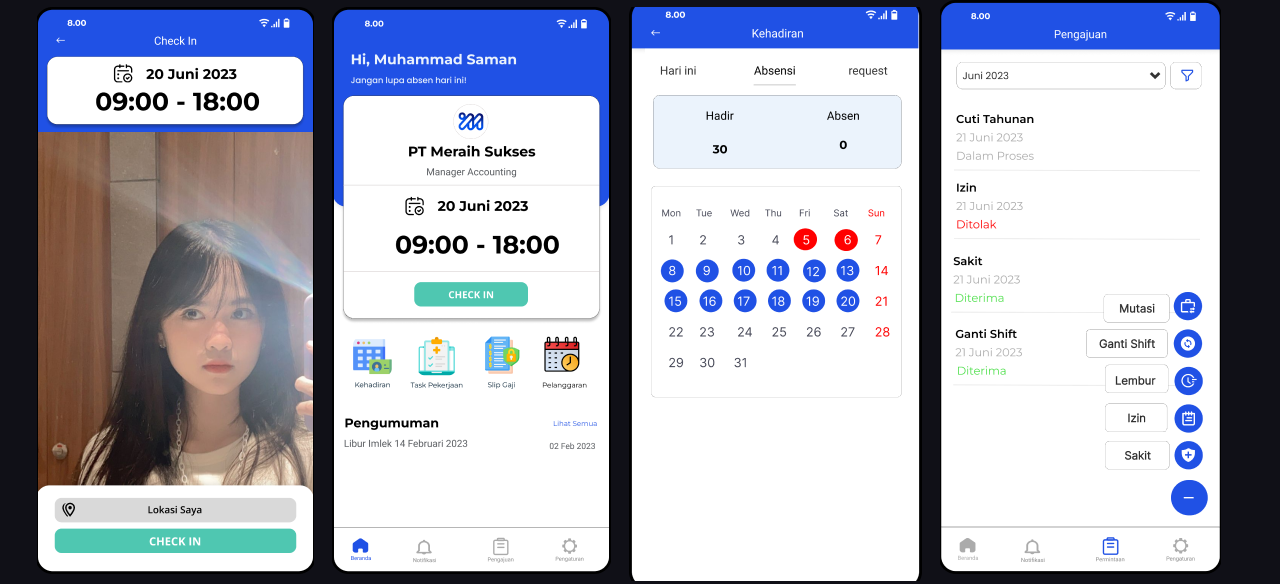 8.00
Check In
20 Juni 2023
09:00 - 18:00
Lokasi Saya
CHECK IN
8.00
Hi, Muhammad Saman
Jangan lupa absen hari ini!
PT Meraih Sukses
Manager Accounting
20 Juni 2023
09:00 - 18:00
CHECK IN
Kehadiran Task Pekerjaan Slip Gaji Pelanggaran
Pengumuman Lihat Semua
Libur Imlek 14 Februari 2023 02 Feb 2023
Beranda Notifikasi Pengajuan Pengaturan
8.00
Kehadiran
Hari ini Absensi request
Hadir Absen
30 0
Mon Tue Wed Thu Fri Sat Sun
1 2 3 4 5 6 7
8 9 10 11 12 13 14
15 16 17 18 19 20 21
22 23 24 25 26 27 28
29 30 31
8.00
Pengajuan
Juni 2023
Cuti Tahunan
21 Juni 2023
Dalam Proses
Izin
21 Juni 2023
Ditolak
Sakit
21 Juni 2023
Diterima
Ganti Shift
21 Juni 2023
Diterima
Mutasi
Ganti Shift
Lembur
Izin
Sakit
Beranda Notifikasi Permintaan Pengaturan